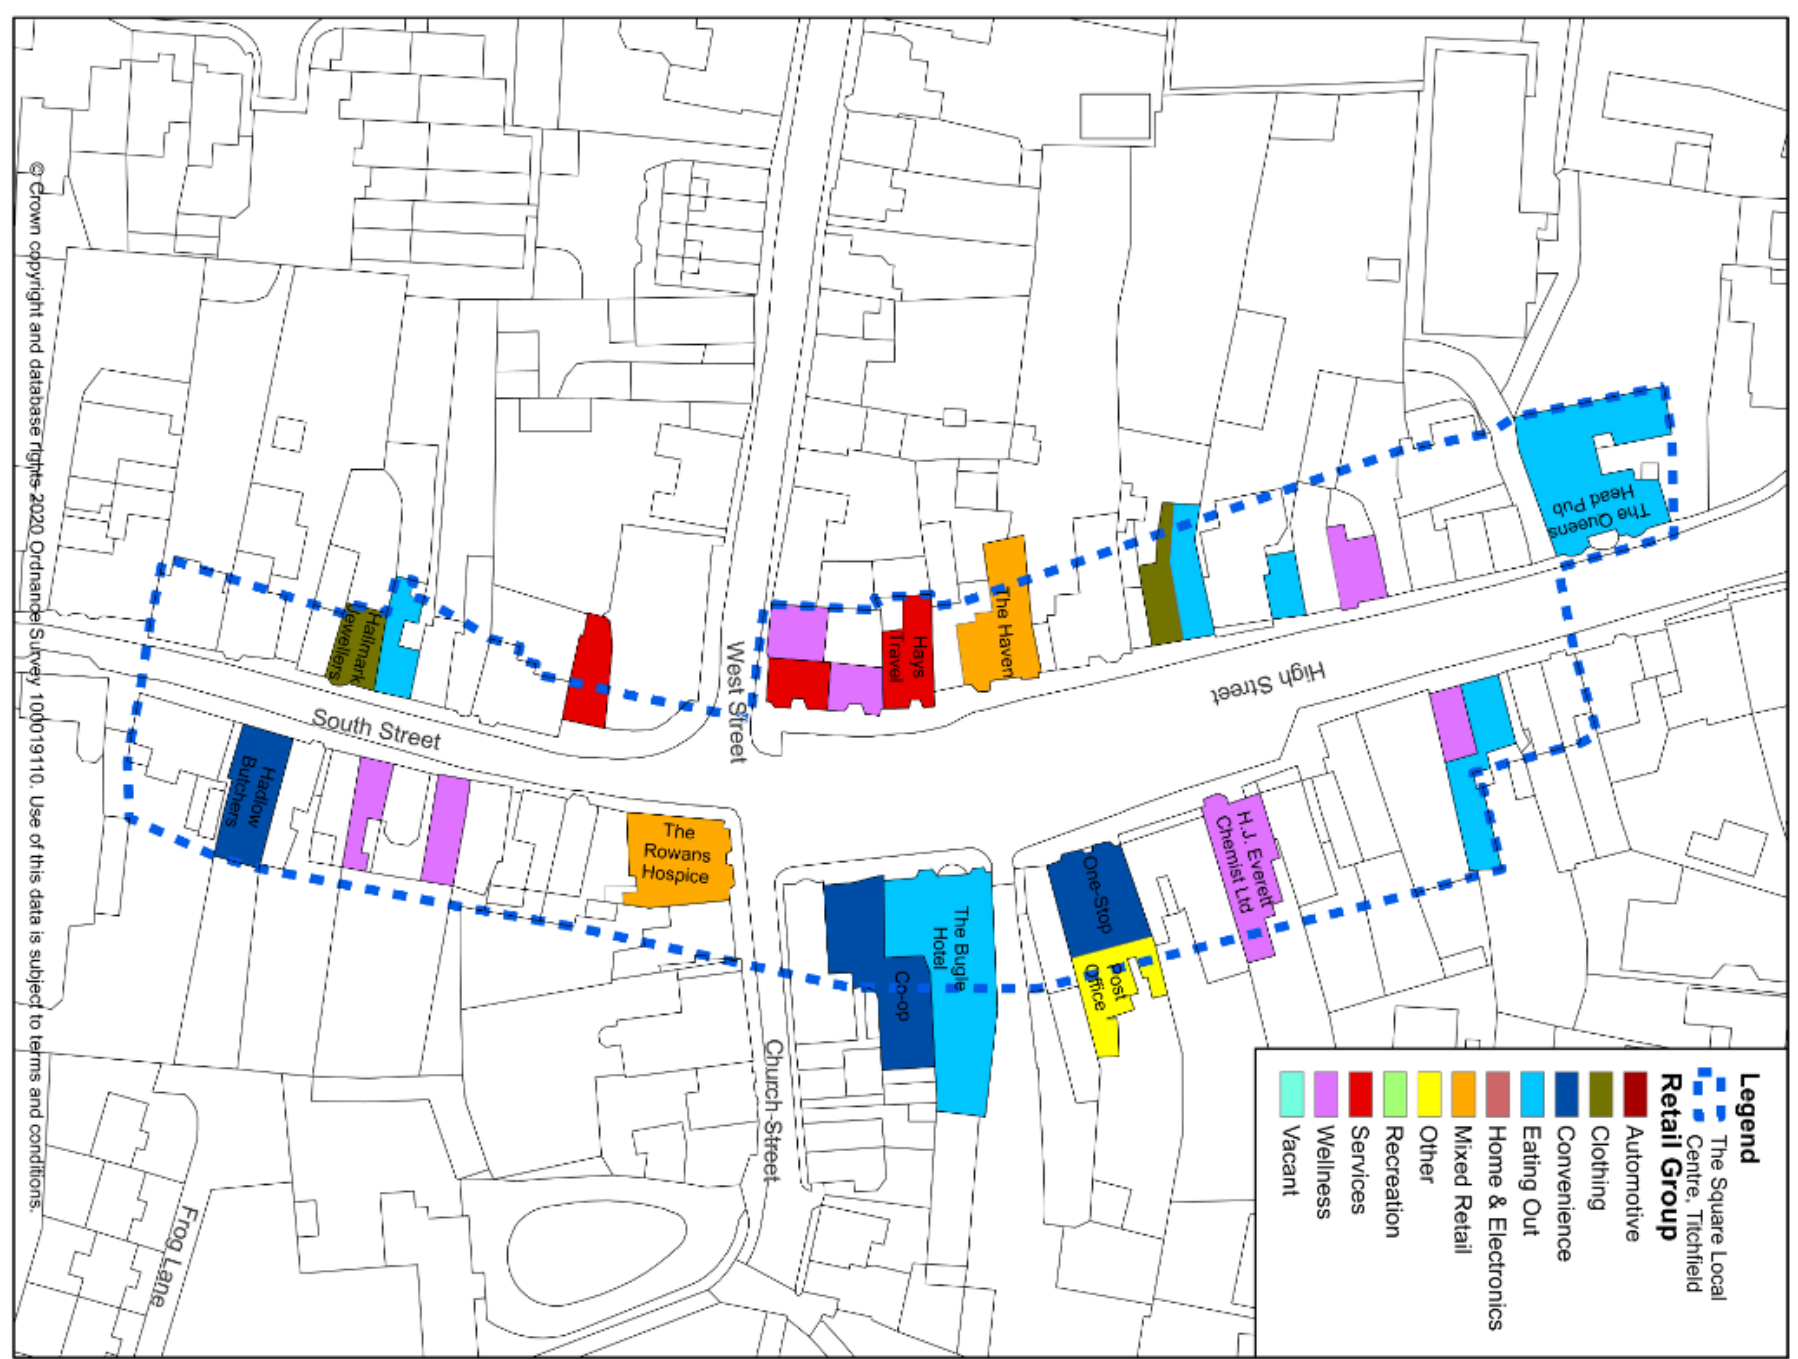 Legend
The Square Local
Centre, Titchfield
Retail Group
Automotive
Clothing
Convenience
Eating Out
Home & Electronics
Mixed Retail
Other
Recreation
Services
Wellness
Vacant
The Queens
Head Pub
High Street
The Haven
Hays
Travel
West Street
Hallmark
Jewellers
South Street
Hadlow
Butchers
The
Rowans
Hospice
The Bugle
Hotel
Co-op
One-Stop
Post
Office
H.J. Everett
Chemist Ltd
Church Street
Frog Lane
© Crown copyright and database rights 2020 Ordnance Survey 100019110. Use of this data is subject to terms and conditions.